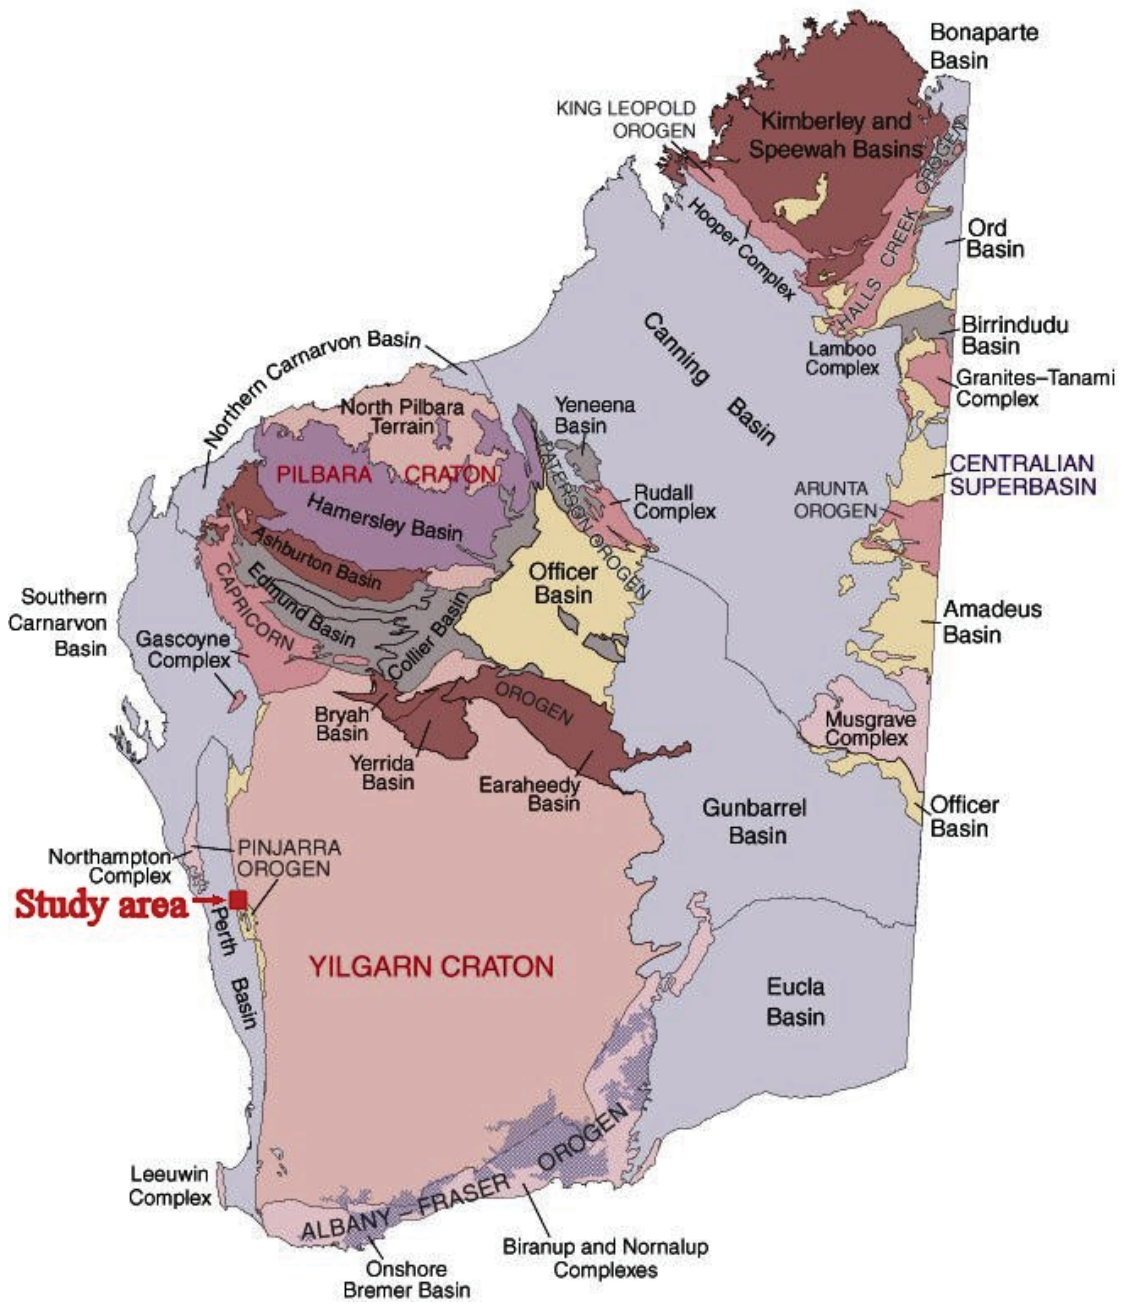 Bonaparte
Basin
KING LEOPOLD
OROGEN
Kimberley and
Speewah Basins
HALLS CREEK OROGEN
Hooper Complex
Ord
Basin
Birrindudu
Basin
Lamboo
Complex
Granites–Tanami
Complex
Canning
Basin
Northern Carnarvon Basin
North Pilbara
Terrain
Yeneena
Basin
PILBARA CRATON
CENTRALIAN
SUPERBASIN
ARUNTA
OROGEN
Rudall
Complex
PATERSON OROGEN
Hamersley Basin
Ashburton Basin
Edmund Basin
Collier Basin
CAPRICORN
Officer
Basin
Southern
Carnarvon
Basin
Gascoyne
Complex
Amadeus
Basin
OROGEN
Bryah
Basin
Yerrida
Basin
Earaheedy
Basin
Musgrave
Complex
Gunbarrel
Basin
Officer
Basin
Northampton
Complex
PINJARRA
OROGEN
Study area
Perth
Basin
YILGARN CRATON
Eucla
Basin
Leeuwin
Complex
ALBANY – FRASER OROGEN
Biranup and Nornalup
Complexes
Onshore
Bremer Basin